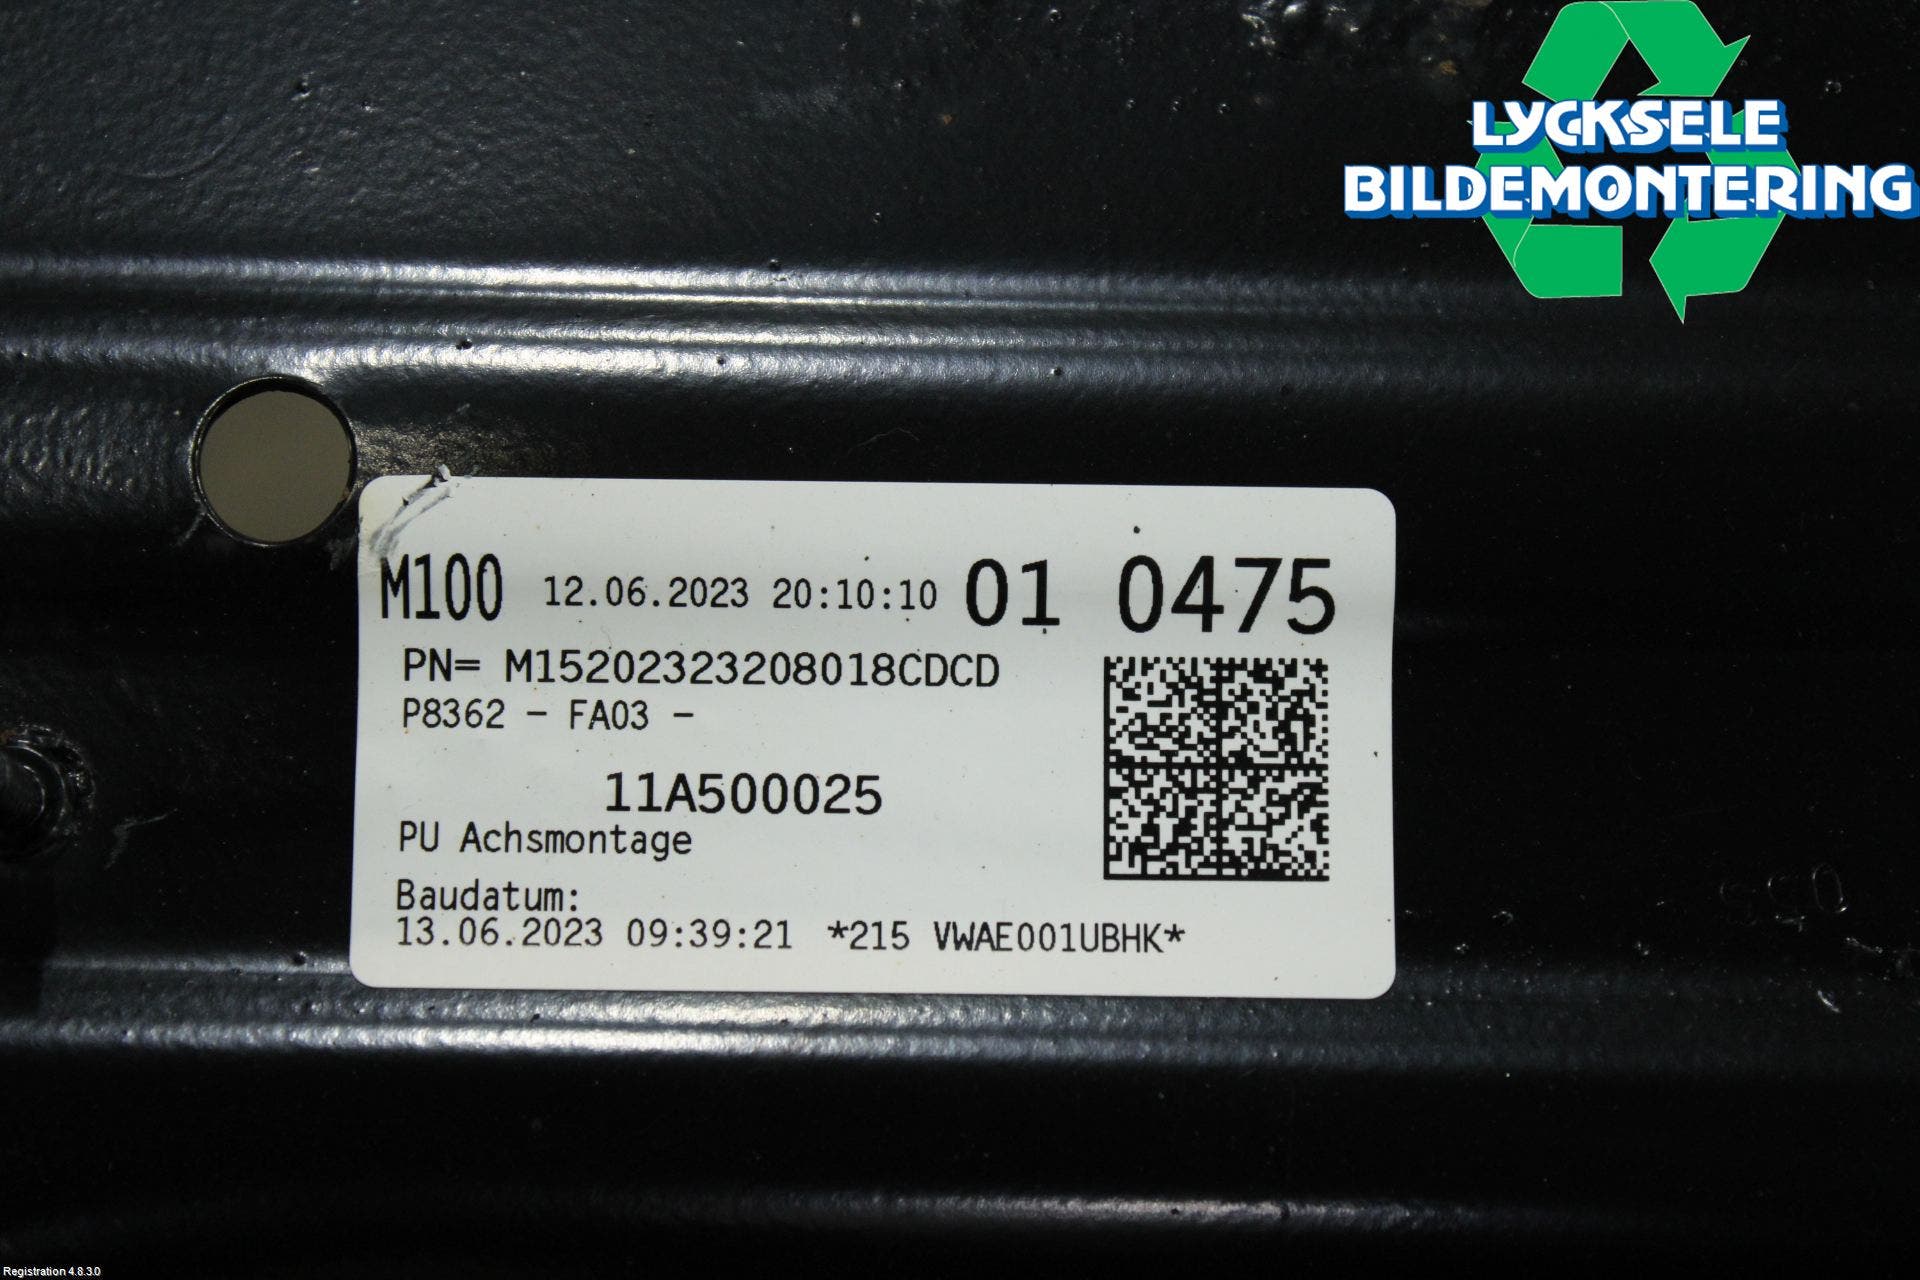 LYCKSELE
BILDEMONTERING
M100 12.06.2023 20:10:10 01 0475
PN= M15202323208018CDCD
P8362 - FA03 -
11A500025
PU Achsmontage
Baudatum:
13.06.2023 09:39:21 *215 VWAE001UBHK*
Registration 4.8.3.0